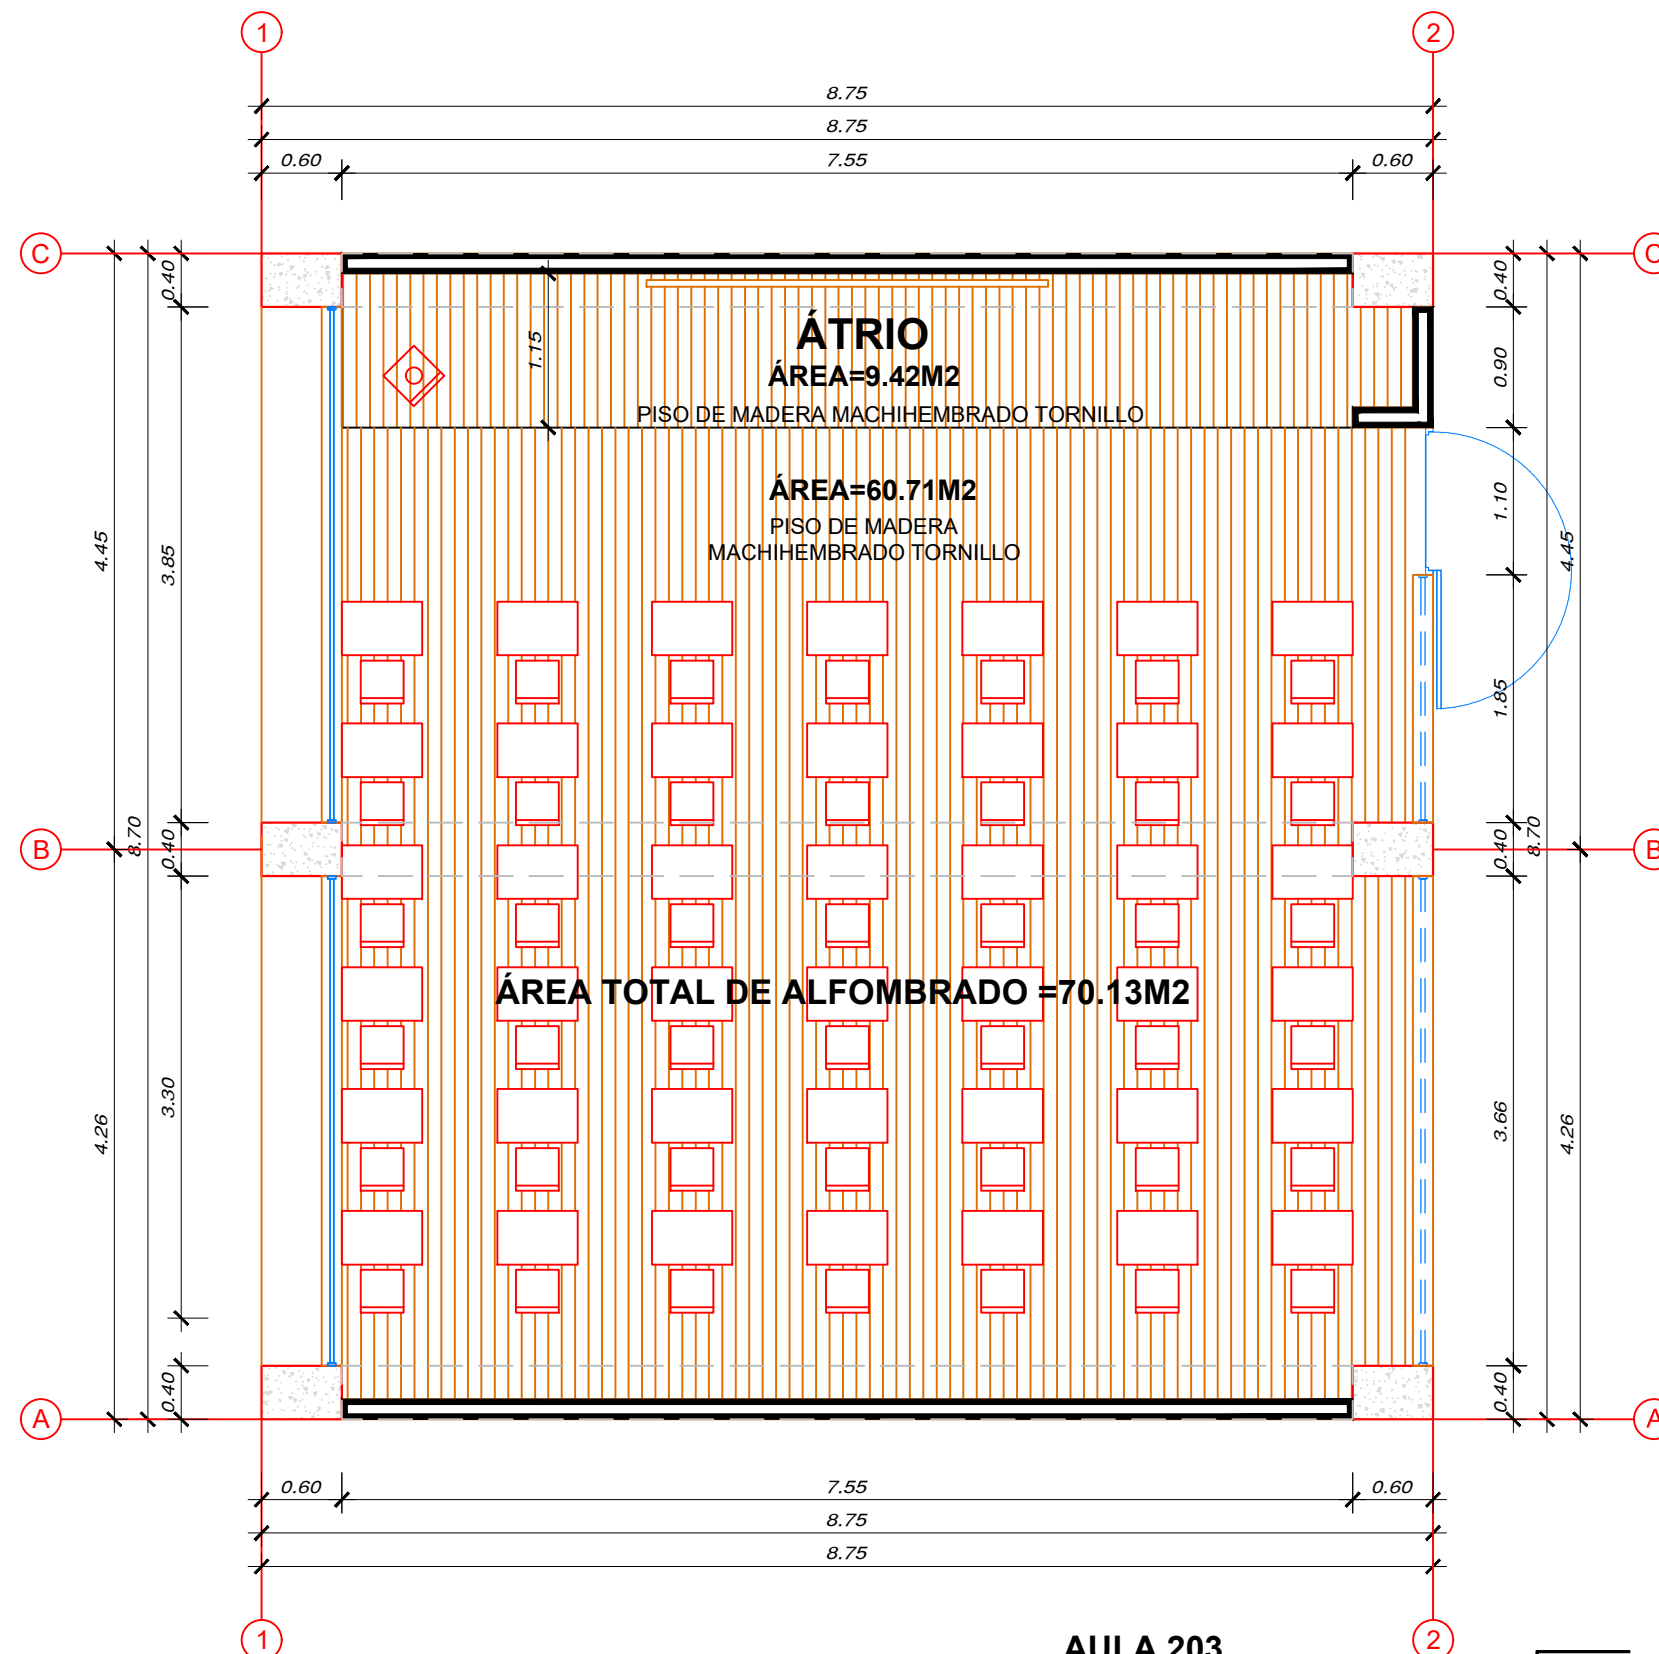 1
2
8.75
8.75
0.60
7.55
0.60
C
C
0.40
0.40
ÁTRIO
1.15
ÁREA=9.42M2
0.90
PISO DE MADERA MACHIHEMBRADO TORNILLO
ÁREA=60.71M2
1.10
PISO DE MADERA
MACHIHEMBRADO TORNILLO
4.45
3.85
4.45
1.85
B
8.70
0.40
0.40
8.70
B
ÁREA TOTAL DE ALFOMBRADO =70.13M2
4.26
3.30
3.66
4.26
0.40
0.40
A
A
0.60
7.55
0.60
8.75
8.75
1
2
AULA 203